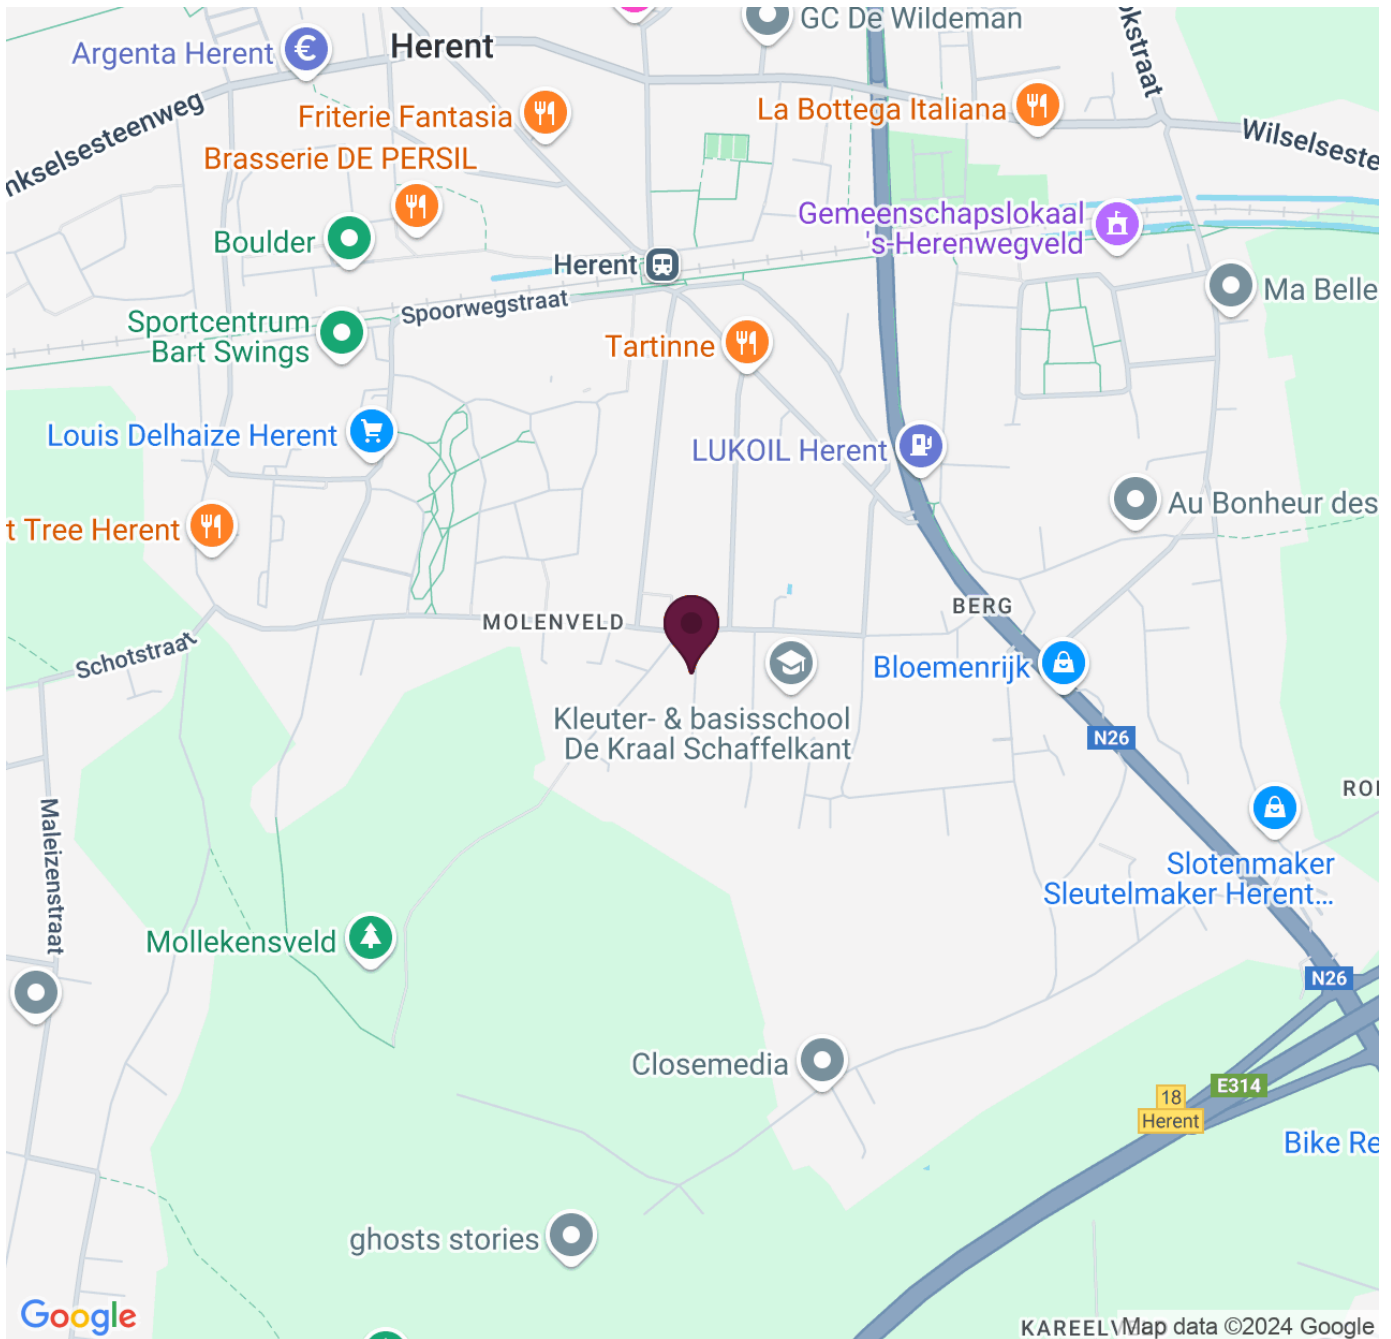 GC De Wildeman
Argenta Herent
Herent
okstraat
La Bottega Italiana
Friterie Fantasia
nkselsesteenweg
Wilselseste
Brasserie DE PERSIL
Gemeenschapslokaal
's-Herenwegveld
Boulder
Herent
Ma Belle
Spoorwegstraat
Sportcentrum
Bart Swings
Tartinne
Louis Delhaize Herent
LUKOIL Herent
Au Bonheur des
t Tree Herent
BERG
MOLENVELD
Schotstraat
Bloemenrijk
Kleuter- & basisschool
De Kraal Schaffelkant
N26
ROI
Maleizenstraat
Slotenmaker
Sleutelmaker Herent...
Mollekensveld
N26
Closemedia
E314
18
Herent
Bike Re
ghosts stories
Google
KAREELV
Map data ©2024 Google